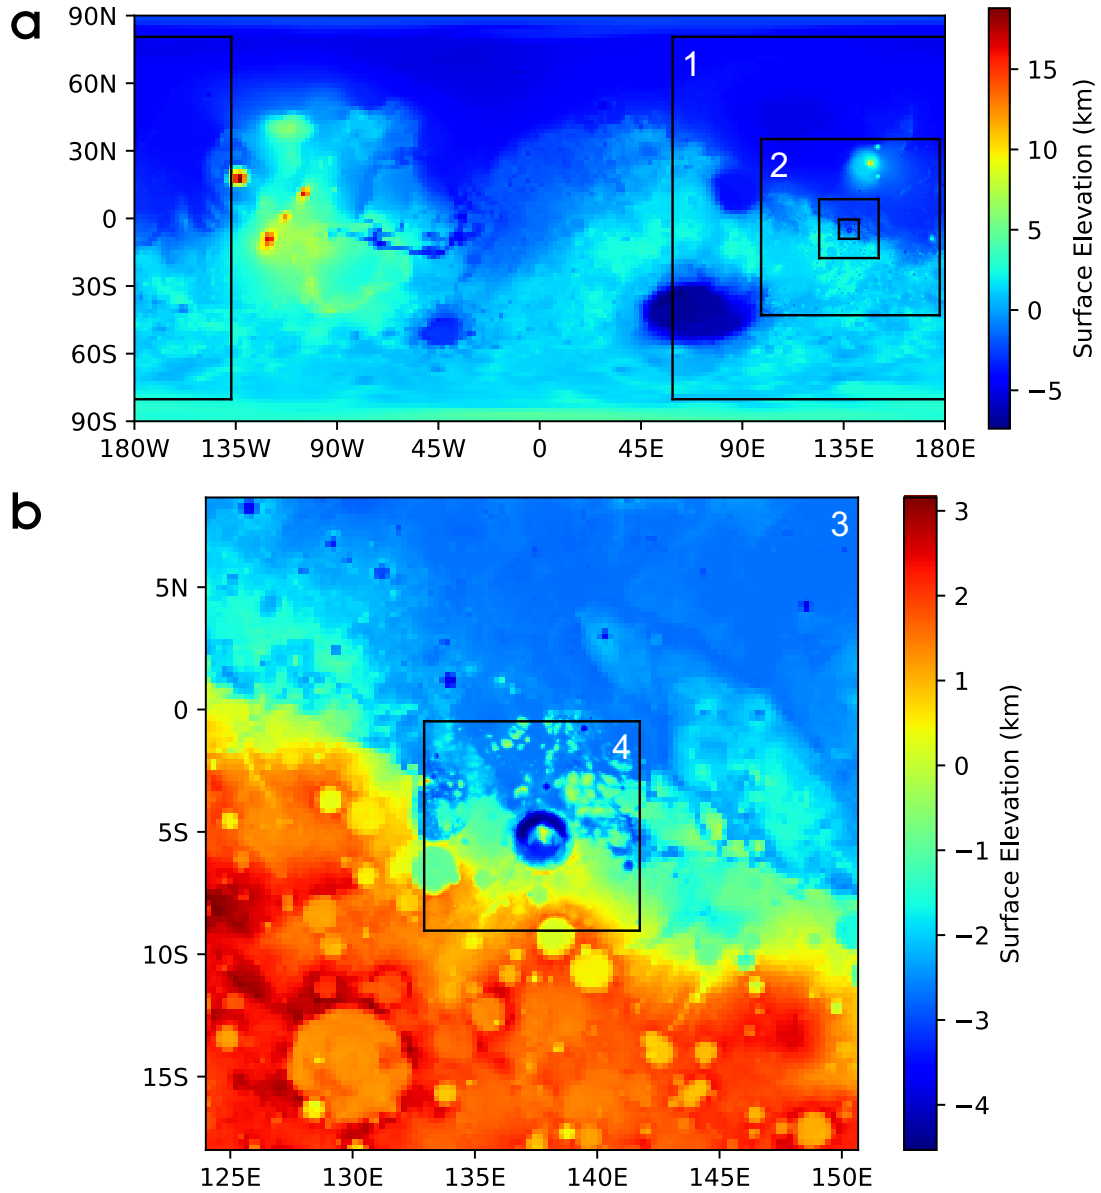 a
90N
60N
30N
0
30S
60S
90S
180W 135W 90W 45W 0 45E 90E 135E 180E
1
2
15
10
5
0
−5
Surface Elevation (km)
b
5N
0
5S
10S
15S
125E 130E 135E 140E 145E 150E
3
4
3
2
1
0
−1
−2
−3
−4
Surface Elevation (km)